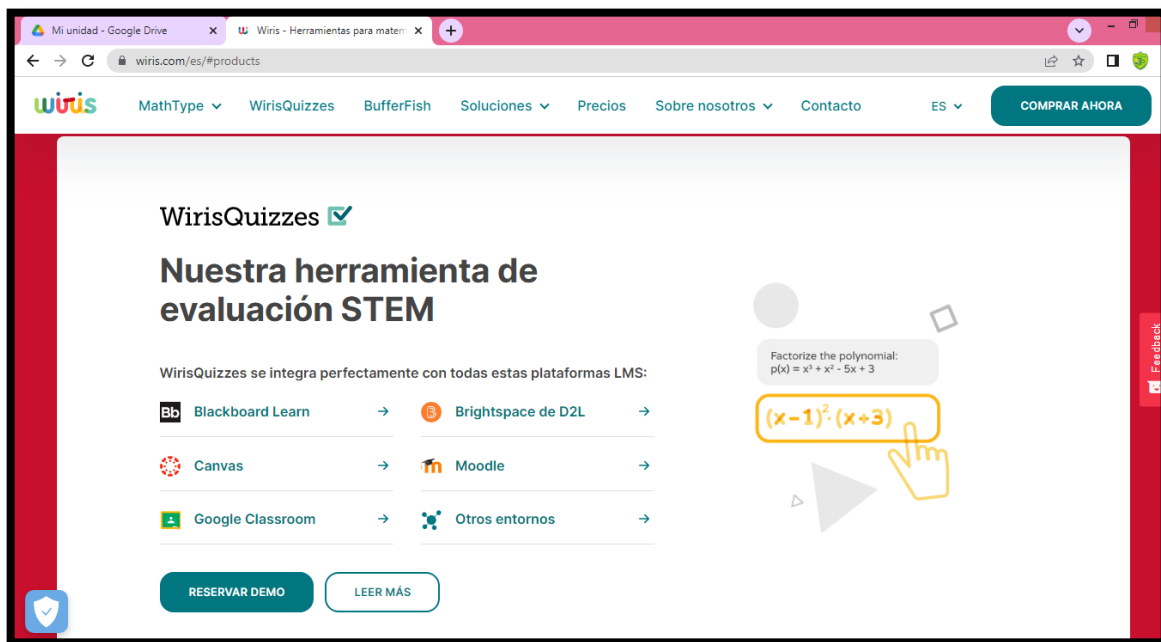 Mi unidad - Google Drive
Wiris - Herramientas para matem
wiris.com/es/#products
wiris
MathType
WirisQuizzes
BufferFish
Soluciones
Precios
Sobre nosotros
Contacto
ES
COMPRAR AHORA
WirisQuizzes
Nuestra herramienta de
evaluación STEM
WirisQuizzes se integra perfectamente con todas estas plataformas LMS:
Bb Blackboard Learn
Brightspace de D2L
Canvas
Moodle
Google Classroom
Otros entornos
RESERVAR DEMO
LEER MÁS
Factorize the polynomial:
p(x) = x³ + x² - 5x + 3
(x-1)²·(x+3)
Feedback